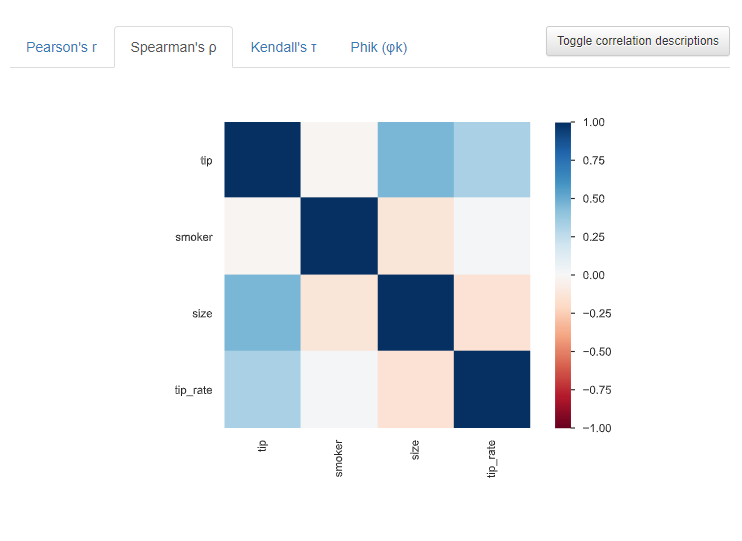 Pearson's r
Spearman's ρ
Kendall's τ
Phik (φk)
Toggle correlation descriptions
tip
smoker
size
tip_rate
1.00
0.75
0.50
0.25
0.00
−0.25
−0.50
−0.75
−1.00
tip
smoker
size
tip_rate